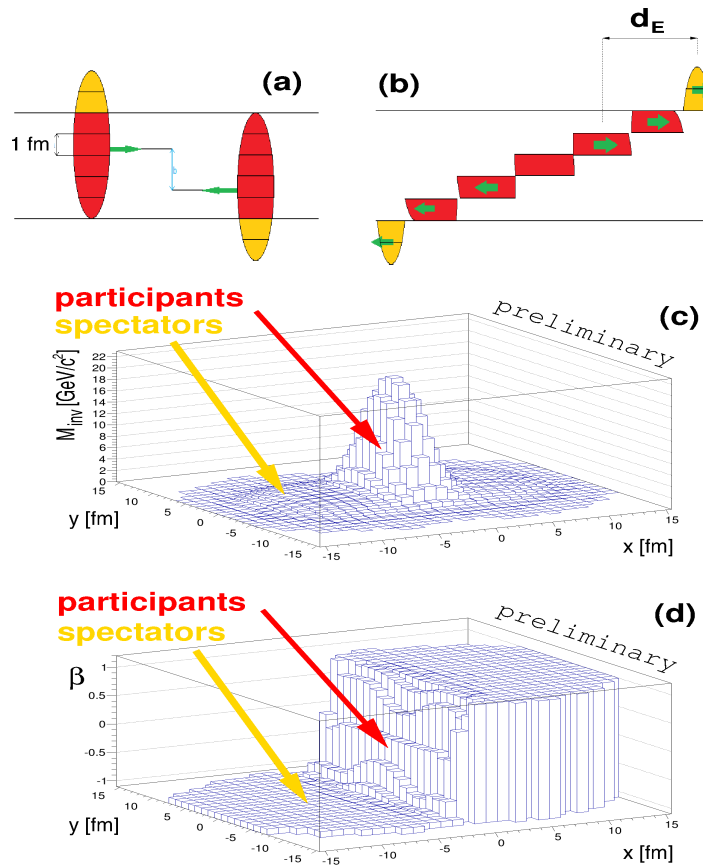 (a)
1 fm
b
(b)
d_E
participants
spectators
preliminary
(c)
M_inv [GeV/c²]
22
20
18
16
14
12
10
8
6
4
2
0
15
10
5
0
-5
-10
-15
y [fm]
-15
-10
-5
0
5
10
15
x [fm]
participants
spectators
preliminary
(d)
β
1
0.5
0
-0.5
-1
15
10
5
0
-5
-10
-15
y [fm]
-15
-10
-5
0
5
10
15
x [fm]